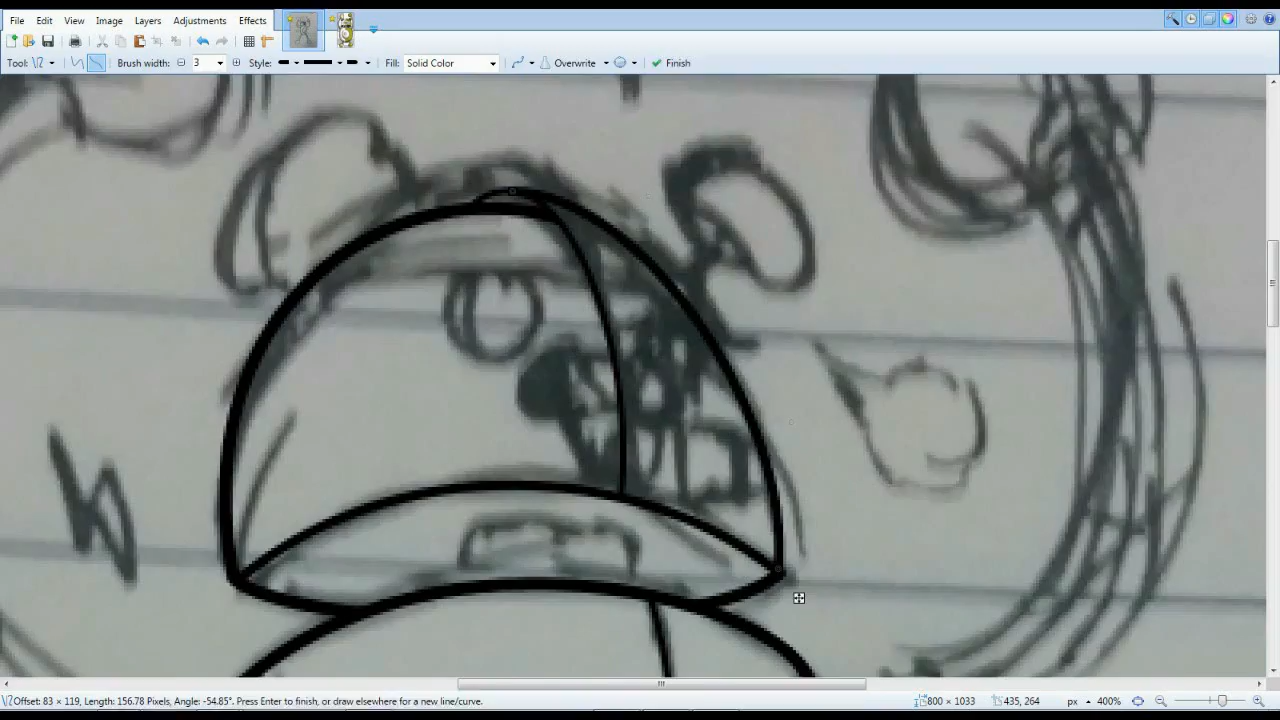 File Edit View Image Layers Adjustments Effects
Tool: Brush width: 3 Style: Fill: Solid Color Overwrite Finish
Offset: 83 × 119, Length: 156.78 Pixels, Angle: -54.85°. Press Enter to finish, or draw elsewhere for a new line/curve. 800 × 1033 435, 264 px 400%